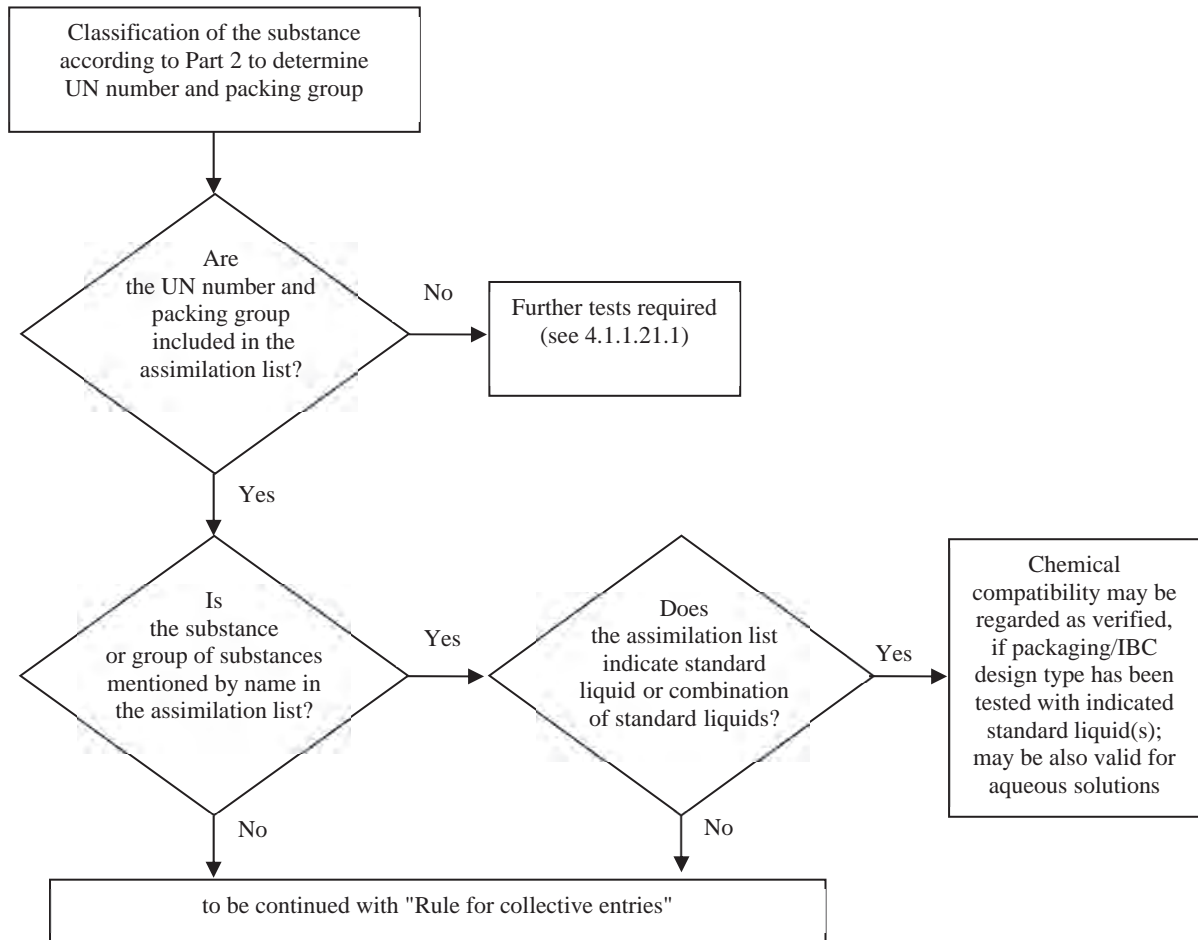 Classification of the substance
according to Part 2 to determine
UN number and packing group
Are
the UN number and
packing group
included in the
assimilation list?
No
Further tests required
(see 4.1.1.21.1)
Yes
Is
the substance
or group of substances
mentioned by name in
the assimilation list?
Yes
Does
the assimilation list
indicate standard
liquid or combination
of standard liquids?
Yes
Chemical
compatibility may be
regarded as verified,
if packaging/IBC
design type has been
tested with indicated
standard liquid(s);
may be also valid for
aqueous solutions
No
No
to be continued with "Rule for collective entries"